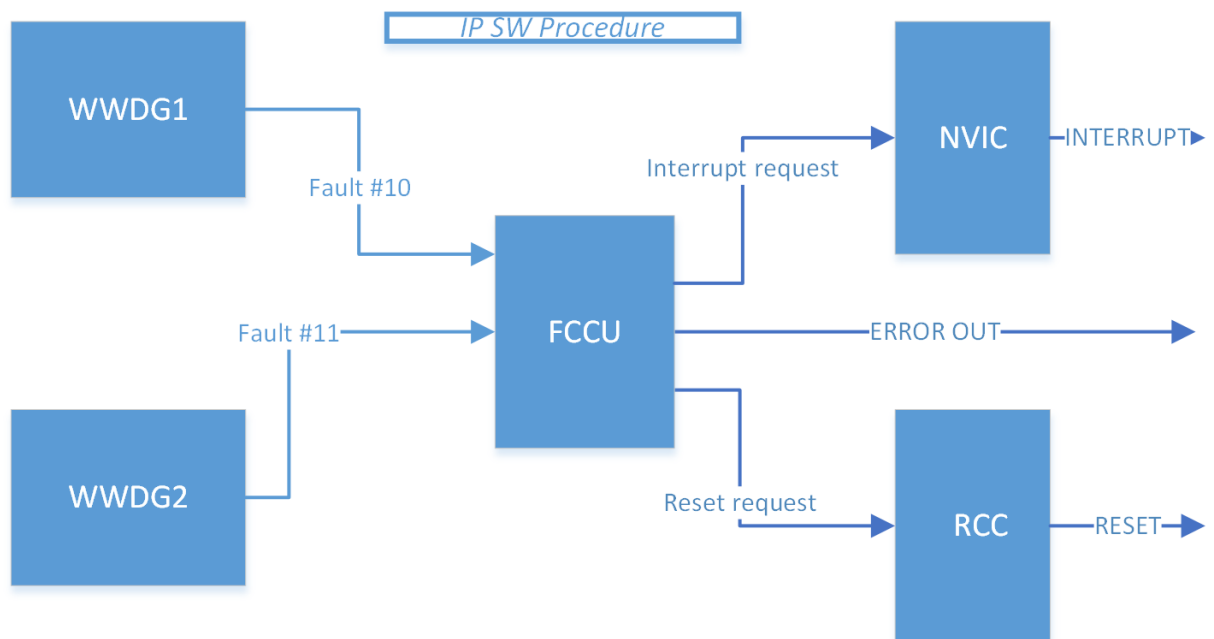 IP SW Procedure
WWDG1
NVIC
INTERRUPT
Interrupt request
Fault #10
FCCU
Fault #11
ERROR OUT
WWDG2
Reset request
RCC
RESET